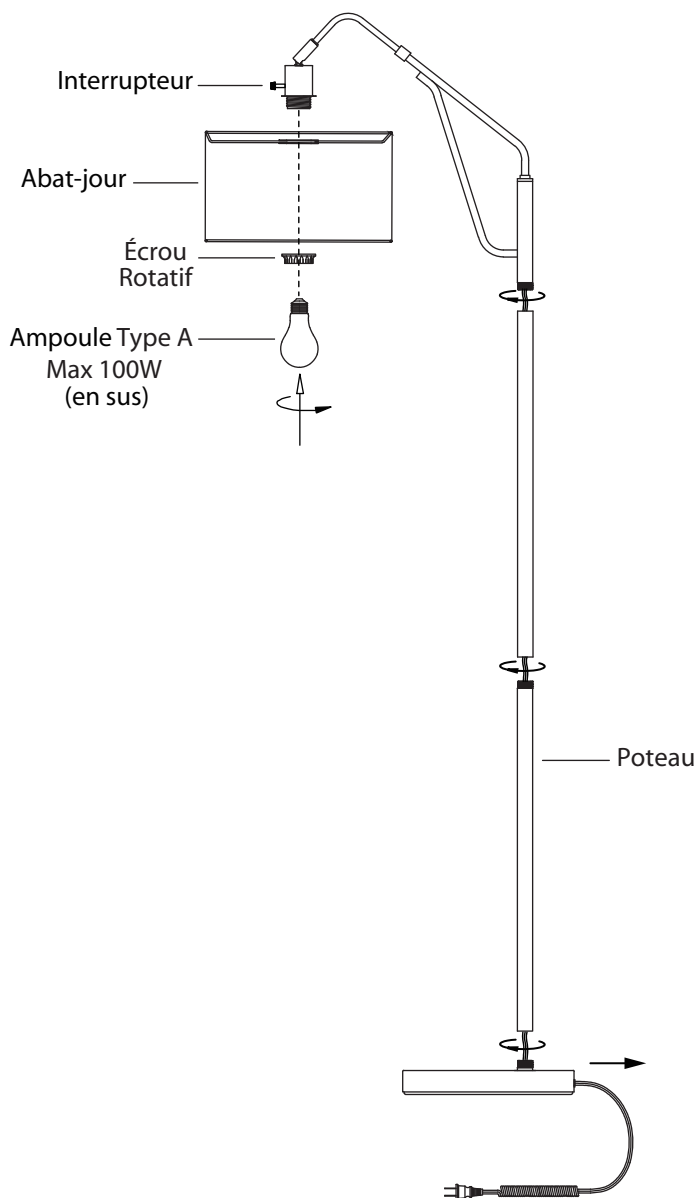 Interrupteur
Abat-jour
Écrou
Rotatif
Ampoule Type A
Max 100W
(en sus)
Poteau